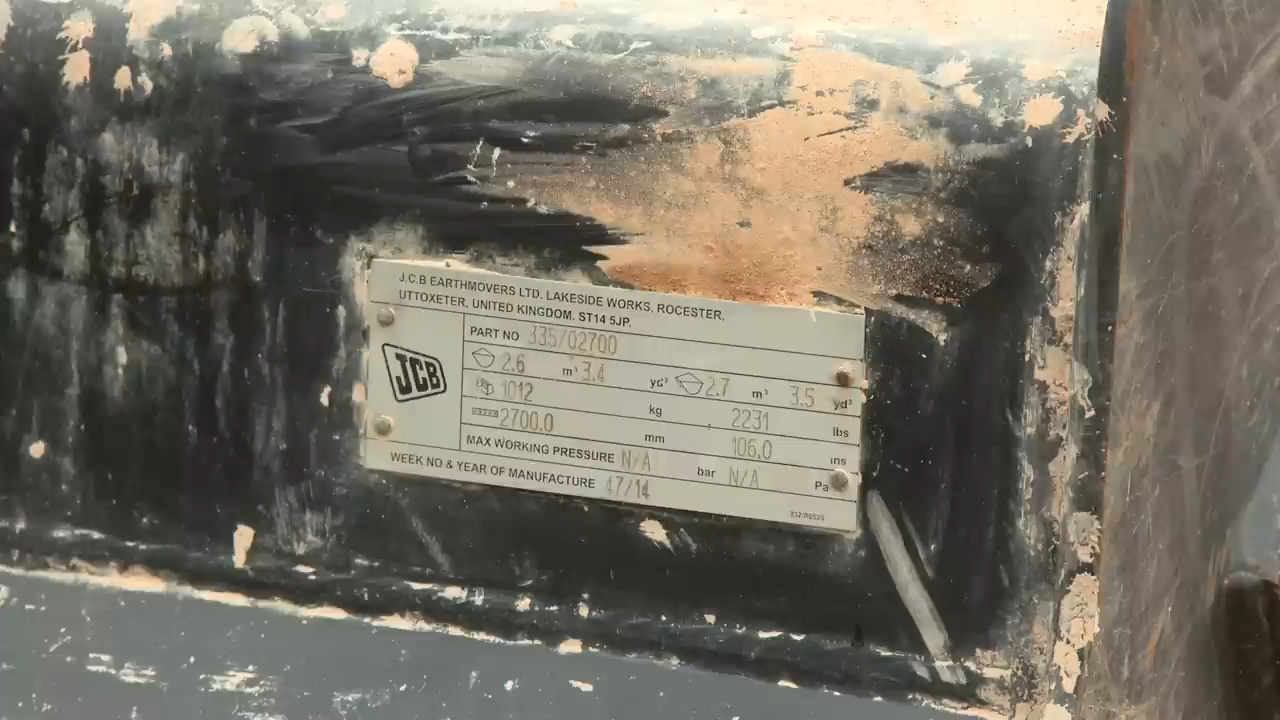 J.C.B EARTHMOVERS LTD. LAKESIDE WORKS, ROCESTER,
UTTOXETER, UNITED KINGDOM. ST14 5JP.
JCB
PART NO 335/02700
2.6 m³ 3.4 yd³ 2.7 m³ 3.5 yd³
1012 kg 2231 lbs
2700.0 mm 106.0 ins
MAX WORKING PRESSURE N/A bar N/A Pa
WEEK NO & YEAR OF MANUFACTURE 47/14